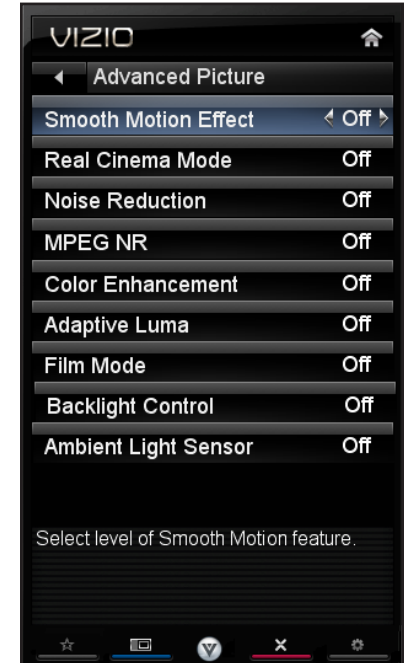 VIZIO
Advanced Picture
Smooth Motion Effect Off
Real Cinema Mode Off
Noise Reduction Off
MPEG NR Off
Color Enhancement Off
Adaptive Luma Off
Film Mode Off
Backlight Control Off
Ambient Light Sensor Off
Select level of Smooth Motion feature.
V